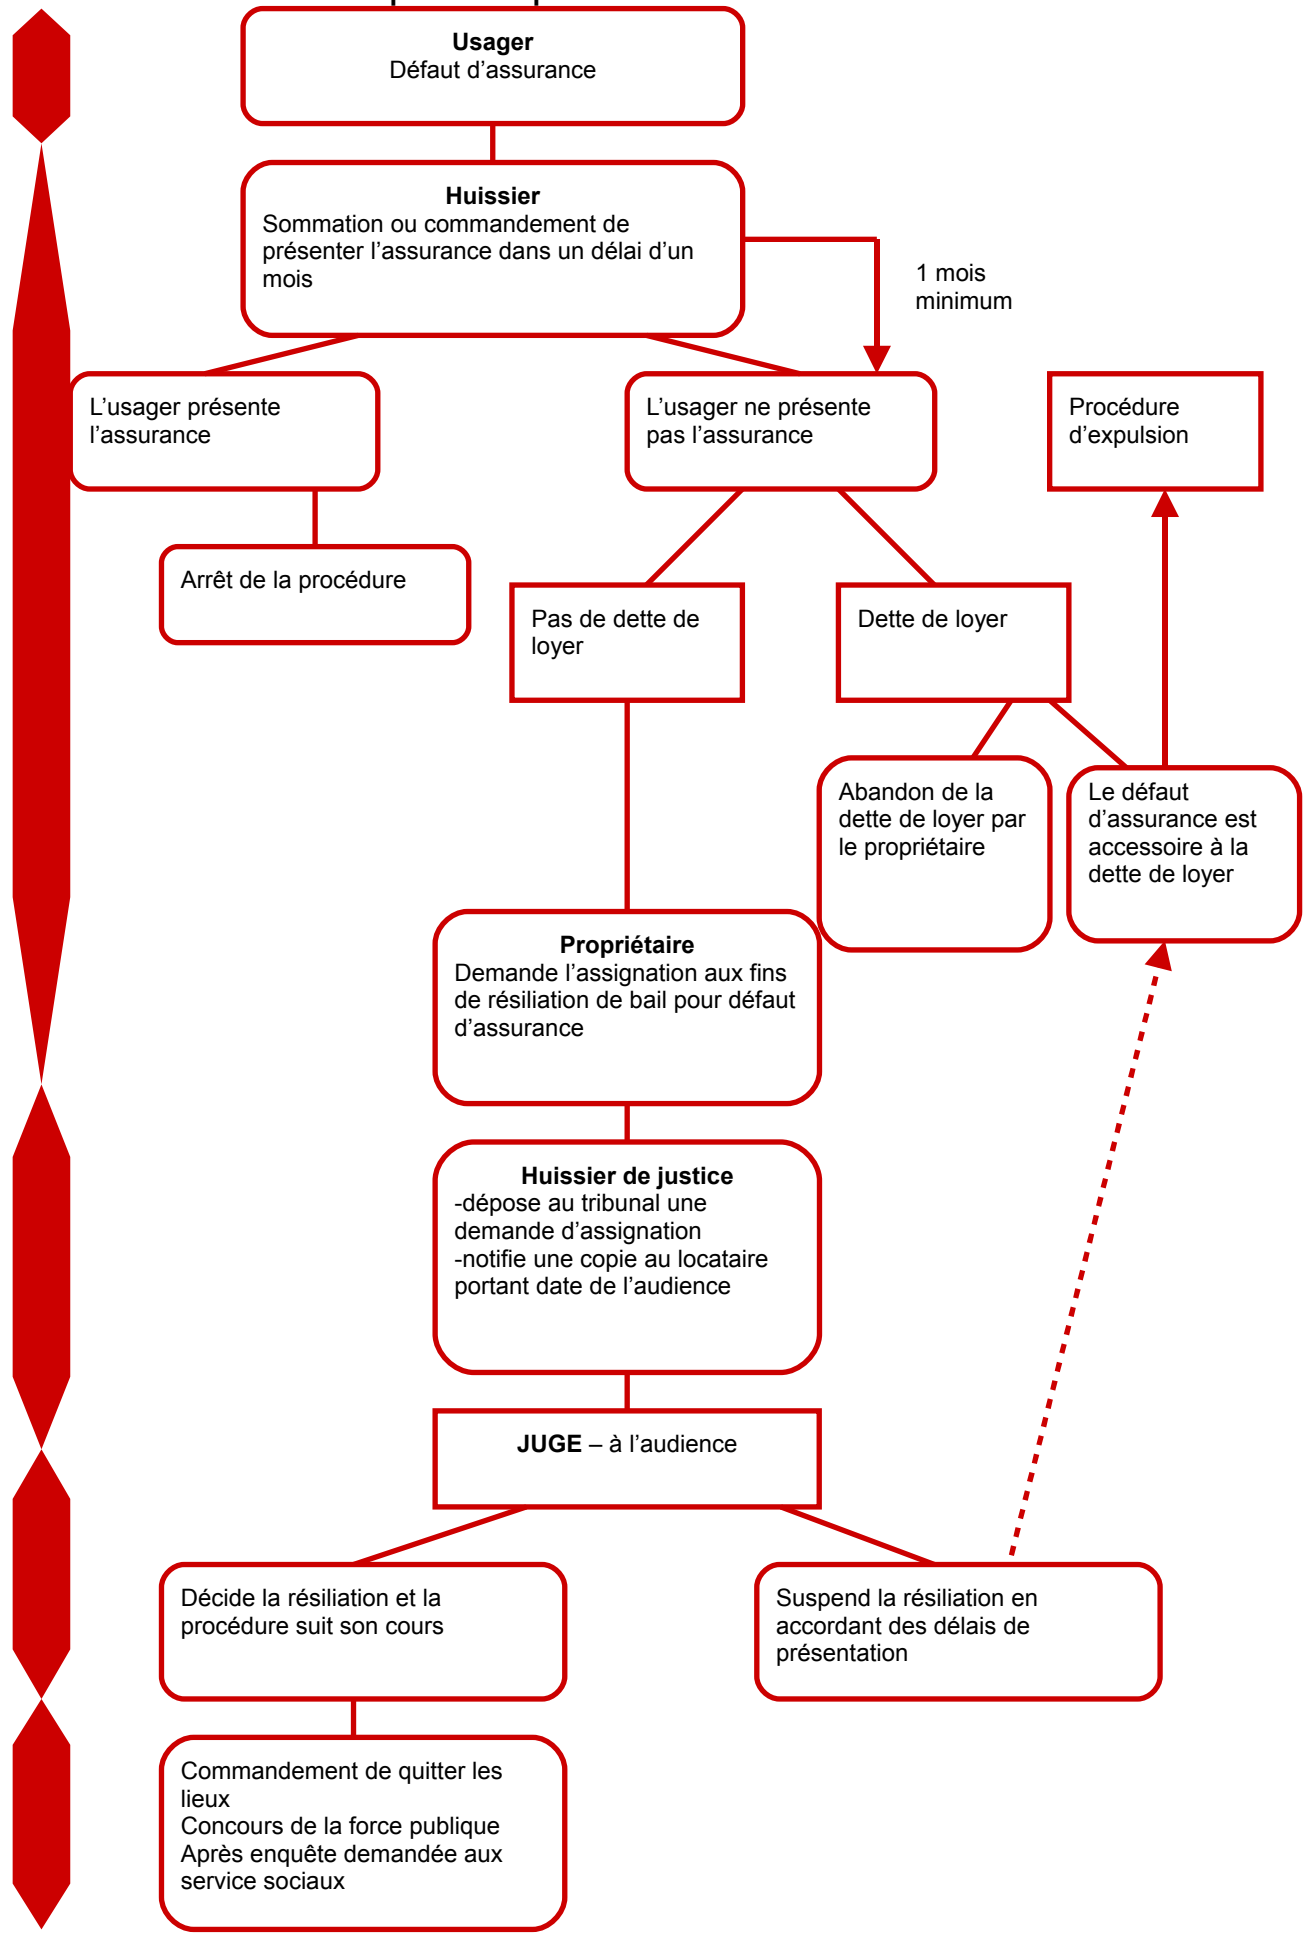 Usager
Défaut d’assurance
Huissier
Sommation ou commandement de
présenter l’assurance dans un délai d’un
mois
1 mois
minimum
L’usager présente
l’assurance
L’usager ne présente
pas l’assurance
Procédure
d’expulsion
Arrêt de la procédure
Pas de dette de
loyer
Dette de loyer
Abandon de la
dette de loyer par
le propriétaire
Le défaut
d’assurance est
accessoire à la
dette de loyer
Propriétaire
Demande l’assignation aux fins
de résiliation de bail pour défaut
d’assurance
Huissier de justice
-dépose au tribunal une
demande d’assignation
-notifie une copie au locataire
portant date de l’audience
JUGE – à l’audience
Décide la résiliation et la
procédure suit son cours
Suspend la résiliation en
accordant des délais de
présentation
Commandement de quitter les
lieux
Concours de la force publique
Après enquête demandée aux
service sociaux